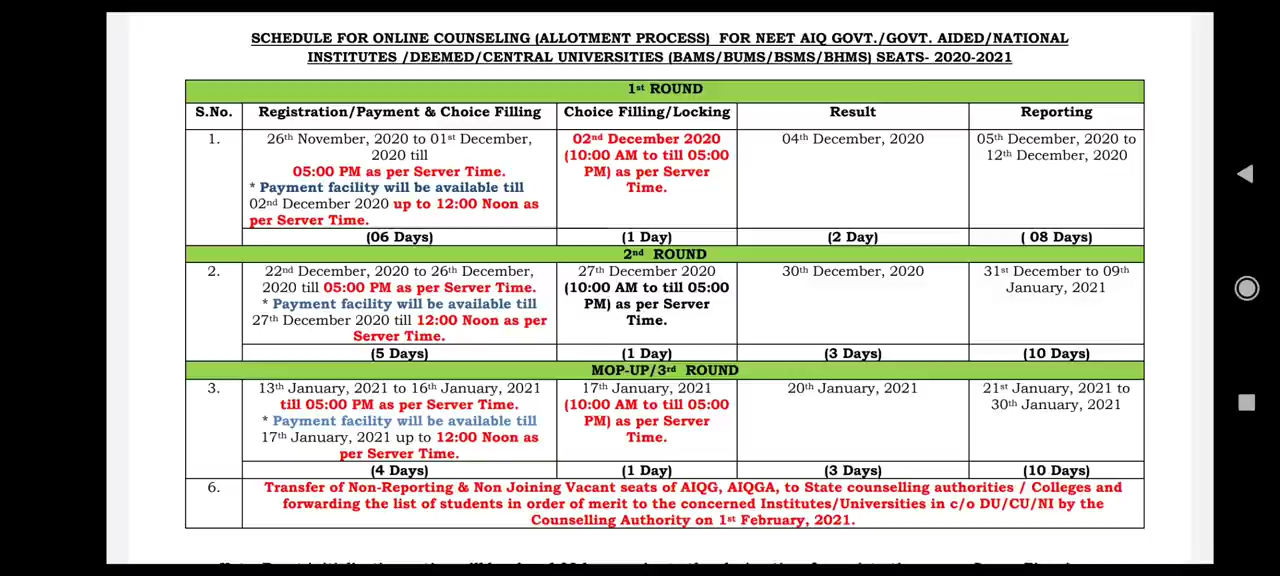 SCHEDULE FOR ONLINE COUNSELING (ALLOTMENT PROCESS) FOR NEET AIQ GOVT./GOVT. AIDED/NATIONAL
INSTITUTES /DEEMED/CENTRAL UNIVERSITIES (BAMS/BUMS/BSMS/BHMS) SEATS- 2020-2021
1st ROUND
S.No. Registration/Payment & Choice Filling Choice Filling/Locking Result Reporting
1. 26th November, 2020 to 01st December, 02nd December 2020 04th December, 2020 05th December, 2020 to
2020 till (10:00 AM to till 05:00 12th December, 2020
05:00 PM as per Server Time. PM) as per Server
* Payment facility will be available till Time.
02nd December 2020 up to 12:00 Noon as
per Server Time.
(06 Days) (1 Day) (2 Day) ( 08 Days)
2nd ROUND
2. 22nd December, 2020 to 26th December, 27th December 2020 30th December, 2020 31st December to 09th
2020 till 05:00 PM as per Server Time. (10:00 AM to till 05:00 January, 2021
* Payment facility will be available till PM) as per Server
27th December 2020 till 12:00 Noon as per Time.
Server Time.
(5 Days) (1 Day) (3 Days) (10 Days)
MOP-UP/3rd ROUND
3. 13th January, 2021 to 16th January, 2021 17th January, 2021 20th January, 2021 21st January, 2021 to
till 05:00 PM as per Server Time. (10:00 AM to till 05:00 30th January, 2021
* Payment facility will be available till PM) as per Server
17th January, 2021 up to 12:00 Noon as Time.
per Server Time.
(4 Days) (1 Day) (3 Days) (10 Days)
6. Transfer of Non-Reporting & Non Joining Vacant seats of AIQG, AIQGA, to State counselling authorities / Colleges and
forwarding the list of students in order of merit to the concerned Institutes/Universities in c/o DU/CU/NI by the
Counselling Authority on 1st February, 2021.